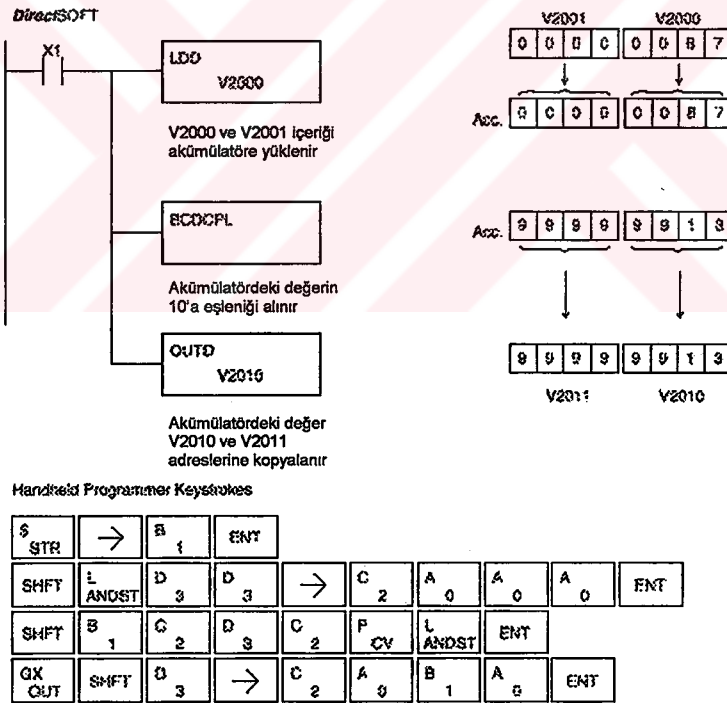 DirectSOFT
X1
LDD
V2000
V2000 ve V2001 içeriği
akümülatöre yüklenir
BCDCPL
Akümülatördeki değerin
10'a eşleniği alınır
OUTD
V2010
Akümülatördeki değer
V2010 ve V2011
adreslerine kopyalanır
V2001 V2000
0 0 0 0 0 0 8 7
Acc. 0 0 0 0 0 0 8 7
Acc. 9 9 9 9 9 9 1 3
9 9 9 9 9 9 1 3
V2011 V2010
Handheld Programmer Keystrokes
$ STR → B 1 ENT
SHFT L ANDST D 3 D 3 → C 2 A 0 A 0 A 0 ENT
SHFT B 1 C 2 D 3 C 2 P CV L ANDST ENT
GX OUT SHFT D 3 → C 2 A 0 B 1 A 0 ENT